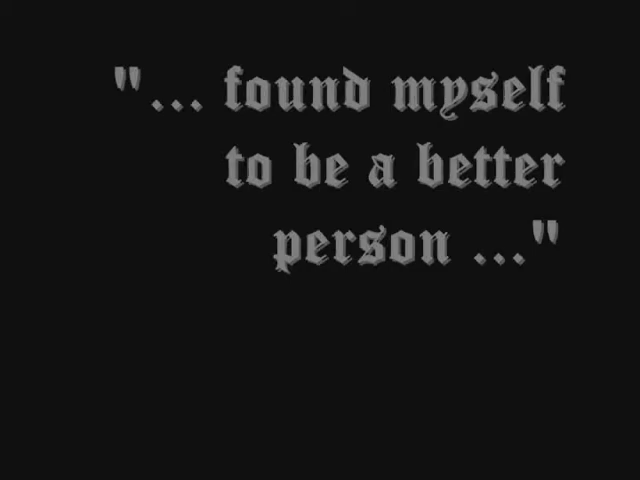 "... found myself
to be a better
person ..."